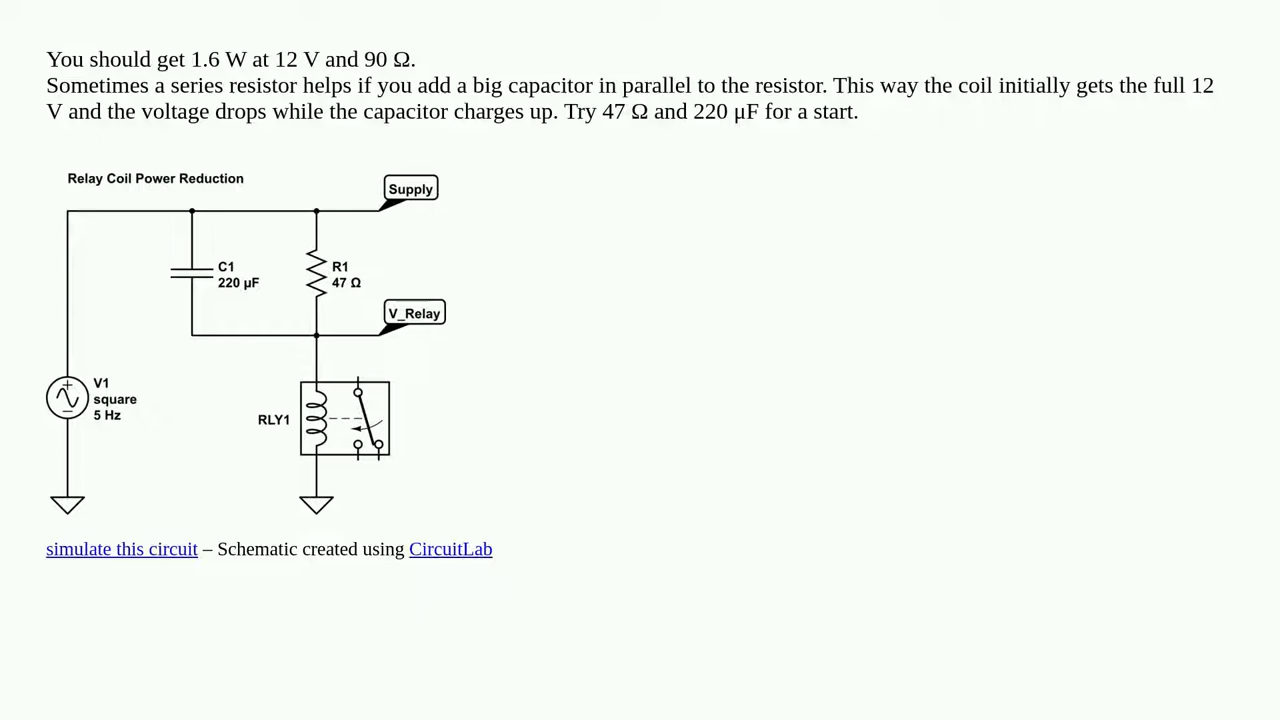 You should get 1.6 W at 12 V and 90 Ω.
Sometimes a series resistor helps if you add a big capacitor in parallel to the resistor. This way the coil initially gets the full 12
V and the voltage drops while the capacitor charges up. Try 47 Ω and 220 μF for a start.
Relay Coil Power Reduction
Supply
C1
220 μF
R1
47 Ω
V_Relay
V1
square
5 Hz
RLY1
simulate this circuit – Schematic created using CircuitLab